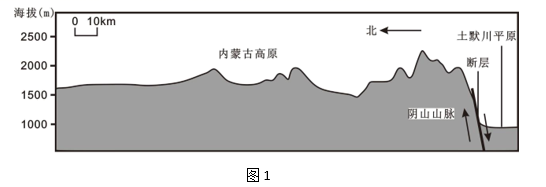 海拔(m)
0 10km
2500
2000
1500
1000
内蒙古高原
北
土默川平原
断层
阴山山脉
图1